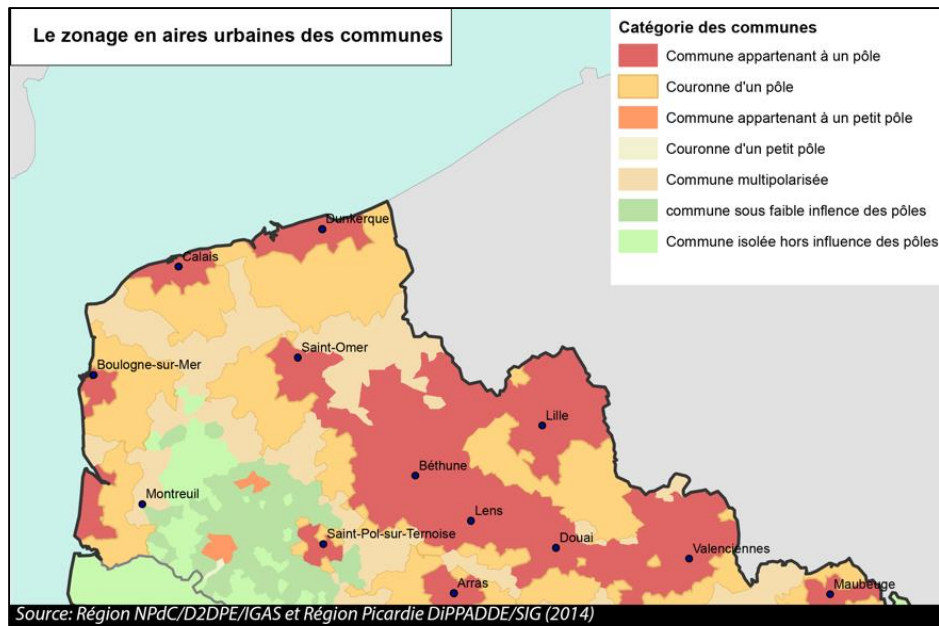 Le zonage en aires urbaines des communes
Catégorie des communes
Commune appartenant à un pôle
Couronne d'un pôle
Commune appartenant à un petit pôle
Couronne d'un petit pôle
Commune multipolarisée
commune sous faible inflence des pôles
Commune isolée hors influence des pôles
Dunkerque
Calais
Saint-Omer
Boulogne-sur-Mer
Lille
Béthune
Montreuil
Lens
Saint-Pol-sur-Ternoise
Douai
Valenciennes
Arras
Maubeuge
Source: Région NPdC/D2DPE/IGAS et Région Picardie DiPPADDE/SIG (2014)